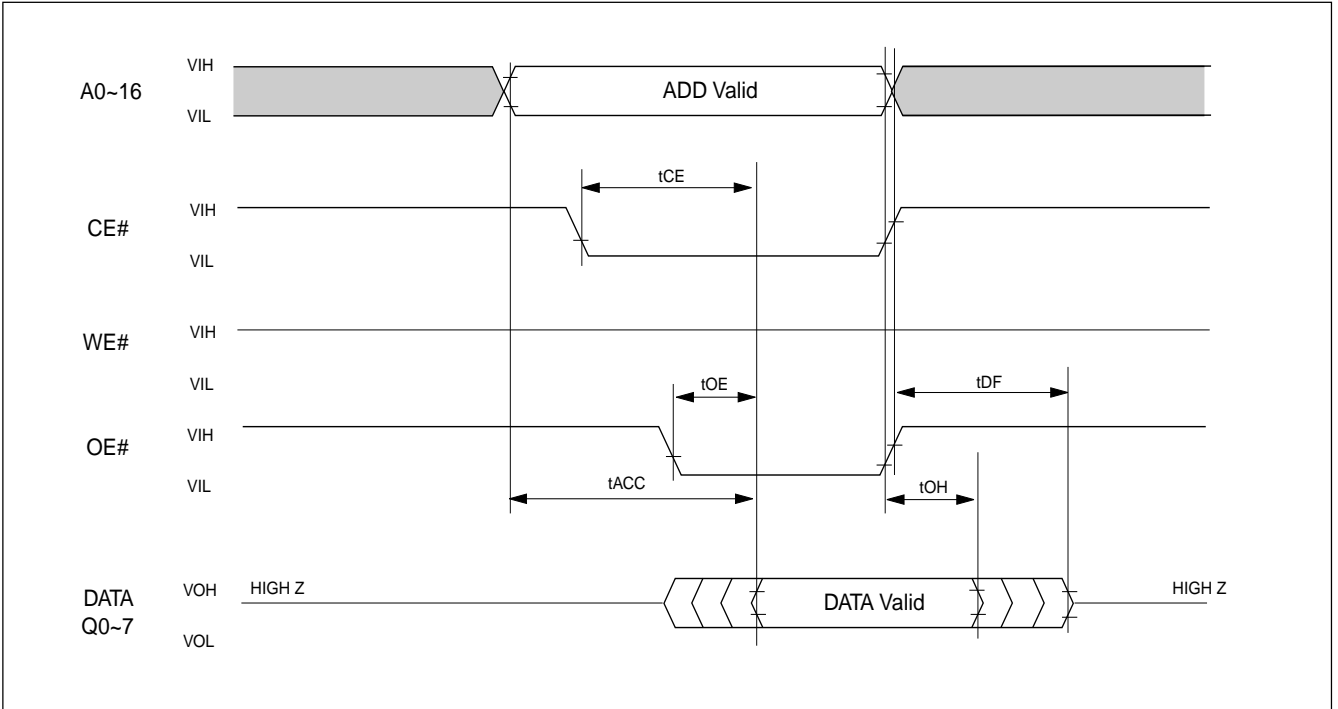 VIH
A0~16
ADD Valid
VIL
tCE
VIH
CE#
VIL
VIH
WE#
VIL
tOE
tDF
VIH
OE#
VIL
tACC
tOH
VOH
HIGH Z
HIGH Z
DATA
Q0~7
DATA Valid
VOL